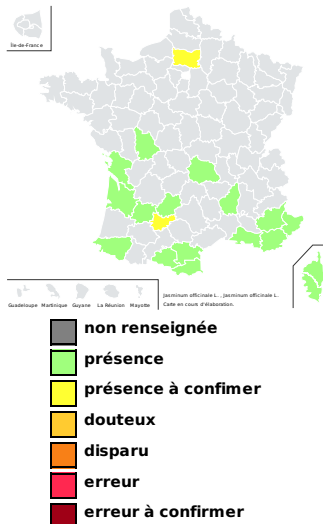 Île-de-France
Guadeloupe Martinique Guyane La Réunion Mayotte
Jasminum officinale L. , Jasminum officinale L.
Carte en cours d'élaboration.
non renseignée
présence
présence à confimer
douteux
disparu
erreur
erreur à confirmer